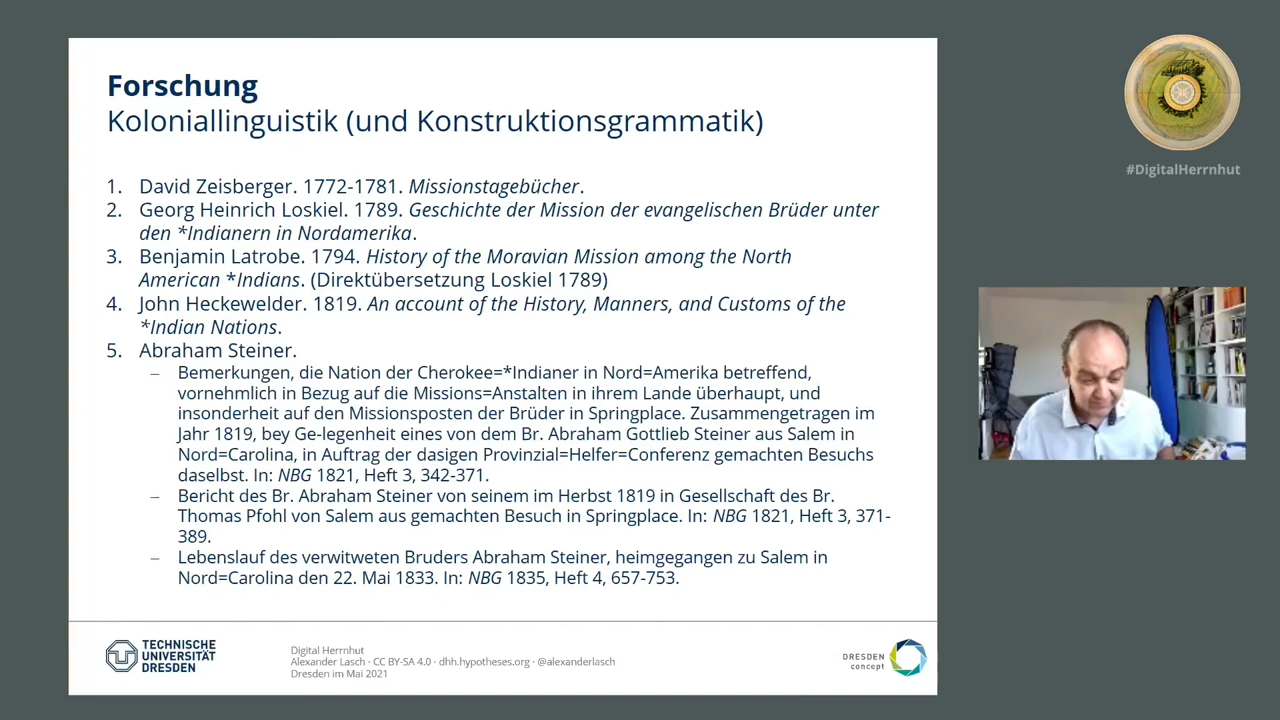 Forschung
Koloniallinguistik (und Konstruktionsgrammatik)
1. David Zeisberger. 1772-1781. Missionstagebücher.
2. Georg Heinrich Loskiel. 1789. Geschichte der Mission der evangelischen Brüder unter
den *Indianern in Nordamerika.
3. Benjamin Latrobe. 1794. History of the Moravian Mission among the North
American *Indians. (Direktübersetzung Loskiel 1789)
4. John Heckewelder. 1819. An account of the History, Manners, and Customs of the
*Indian Nations.
5. Abraham Steiner.
– Bemerkungen, die Nation der Cherokee=*Indianer in Nord=Amerika betreffend,
vornehmlich in Bezug auf die Missions=Anstalten in ihrem Lande überhaupt, und
insonderheit auf den Missionsposten der Brüder in Springplace. Zusammengetragen im
Jahr 1819, bey Ge-legenheit eines von dem Br. Abraham Gottlieb Steiner aus Salem in
Nord=Carolina, in Auftrag der dasigen Provinzial=Helfer=Conferenz gemachten Besuchs
daselbst. In: NBG 1821, Heft 3, 342-371.
– Bericht des Br. Abraham Steiner von seinem im Herbst 1819 in Gesellschaft des Br.
Thomas Pfohl von Salem aus gemachten Besuch in Springplace. In: NBG 1821, Heft 3, 371-
389.
– Lebenslauf des verwitweten Bruders Abraham Steiner, heimgegangen zu Salem in
Nord=Carolina den 22. Mai 1833. In: NBG 1835, Heft 4, 657-753.
TECHNISCHE
UNIVERSITÄT
DRESDEN
Digital Herrnhut
Alexander Lasch · CC BY-SA 4.0 · dhh.hypotheses.org · @alexanderlasch
Dresden im Mai 2021
DRESDEN
concept
#DigitalHerrnhut